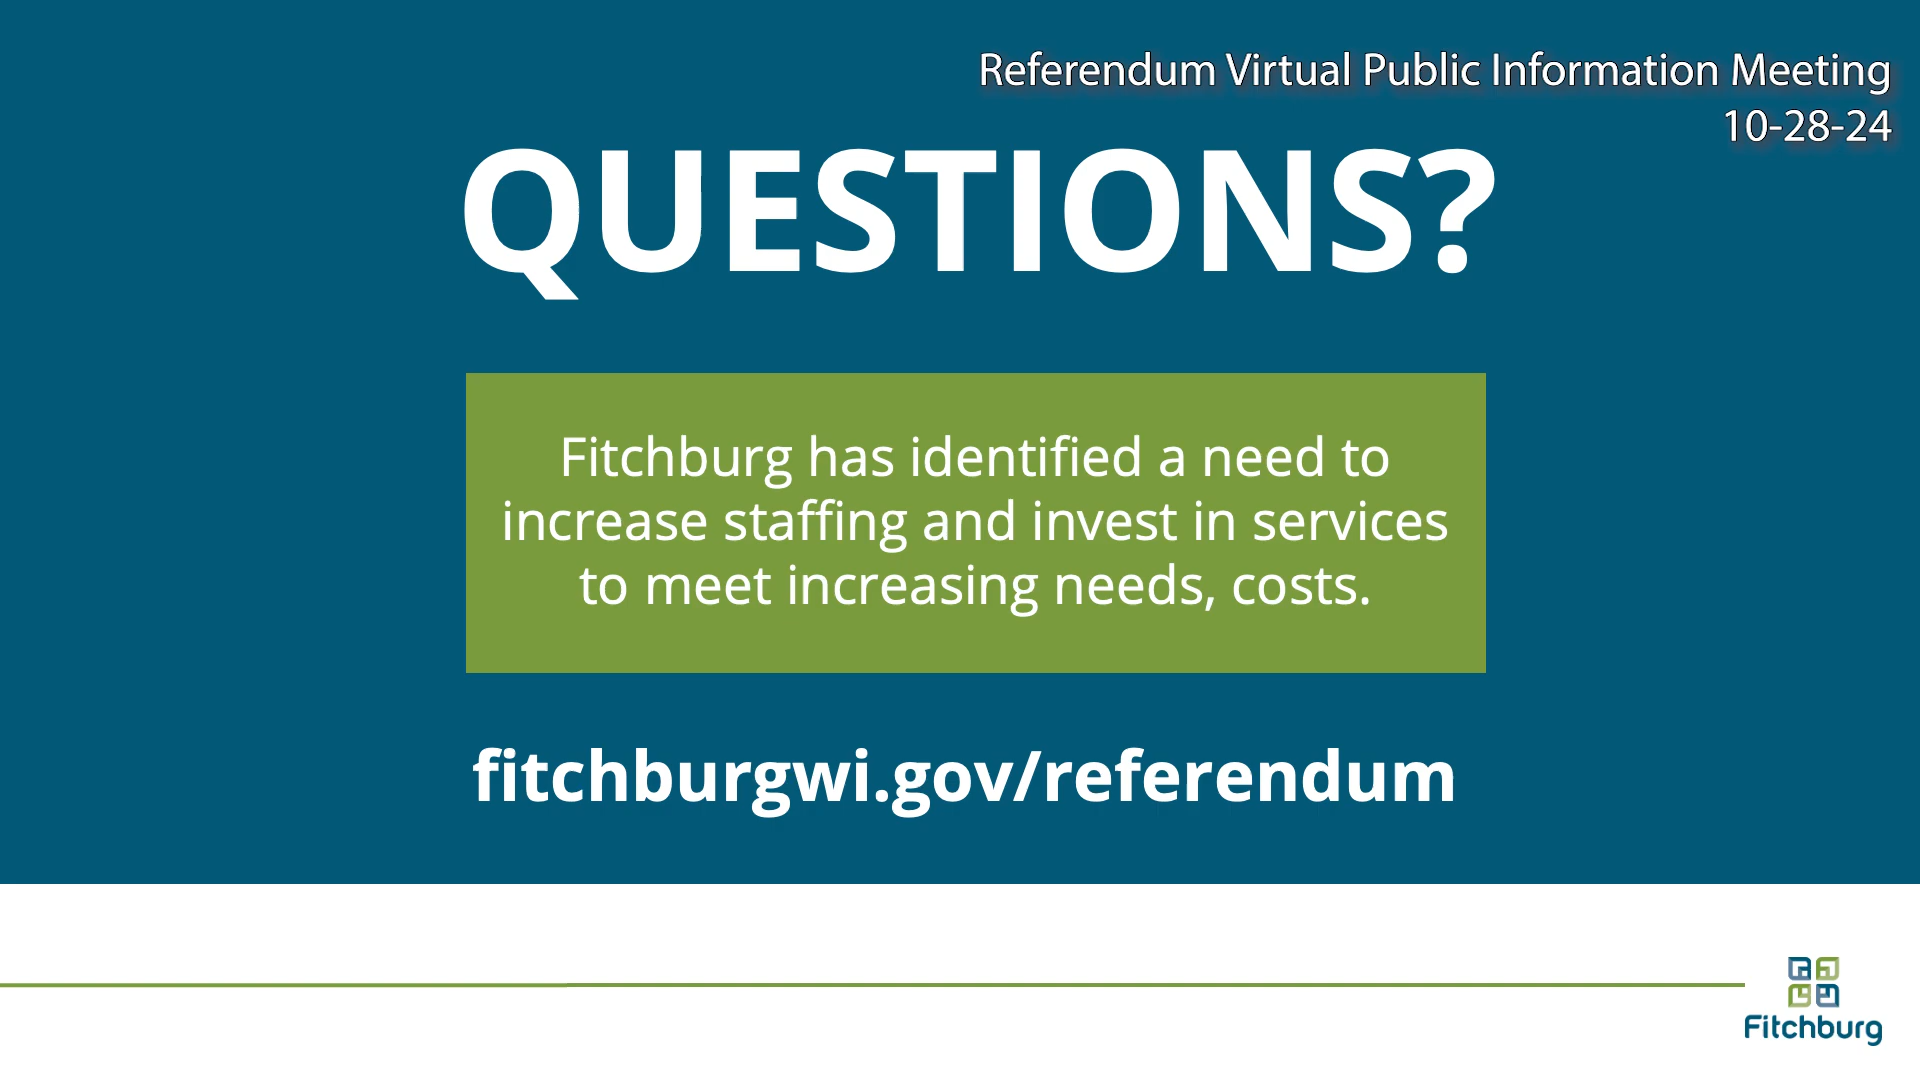 Referendum Virtual Public Information Meeting
10-28-24
QUESTIONS?
Fitchburg has identified a need to
increase staffing and invest in services
to meet increasing needs, costs.
fitchburgwi.gov/referendum
Fitchburg